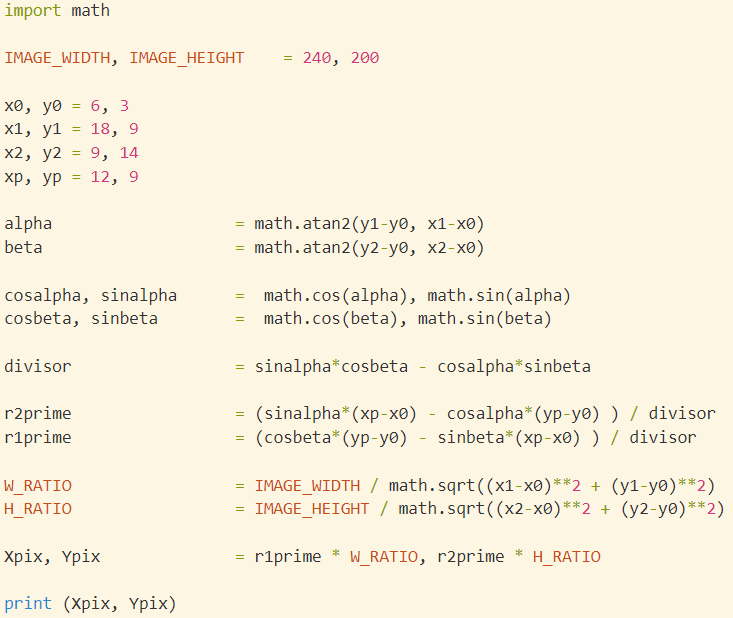 import math
IMAGE_WIDTH, IMAGE_HEIGHT    = 240, 200
x0, y0 = 6, 3
x1, y1 = 18, 9
x2, y2 = 9, 14
xp, yp = 12, 9
alpha                   = math.atan2(y1-y0, x1-x0)
beta                    = math.atan2(y2-y0, x2-x0)
cosalpha, sinalpha      =  math.cos(alpha), math.sin(alpha)
cosbeta, sinbeta        =  math.cos(beta), math.sin(beta)
divisor                 = sinalpha*cosbeta - cosalpha*sinbeta
r2prime                 = (sinalpha*(xp-x0) - cosalpha*(yp-y0) ) / divisor
r1prime                 = (cosbeta*(yp-y0) - sinbeta*(xp-x0) ) / divisor
W_RATIO                 = IMAGE_WIDTH / math.sqrt((x1-x0)**2 + (y1-y0)**2)
H_RATIO                 = IMAGE_HEIGHT / math.sqrt((x2-x0)**2 + (y2-y0)**2)
Xpix, Ypix              = r1prime * W_RATIO, r2prime * H_RATIO
print (Xpix, Ypix)